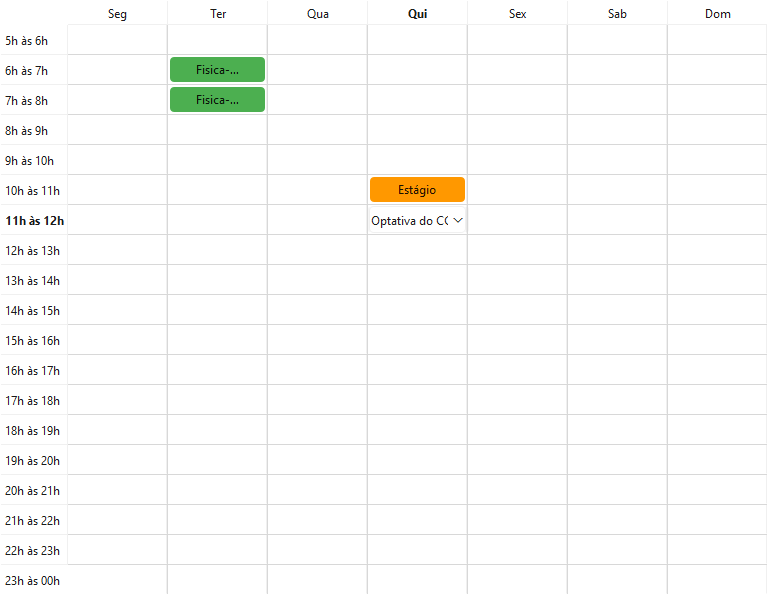 Seg Ter Qua Qui Sex Sab Dom
5h às 6h
6h às 7h Fisica-...
7h às 8h Fisica-...
8h às 9h
9h às 10h
10h às 11h Estágio
11h às 12h Optativa do CC
12h às 13h
13h às 14h
14h às 15h
15h às 16h
16h às 17h
17h às 18h
18h às 19h
19h às 20h
20h às 21h
21h às 22h
22h às 23h
23h às 00h